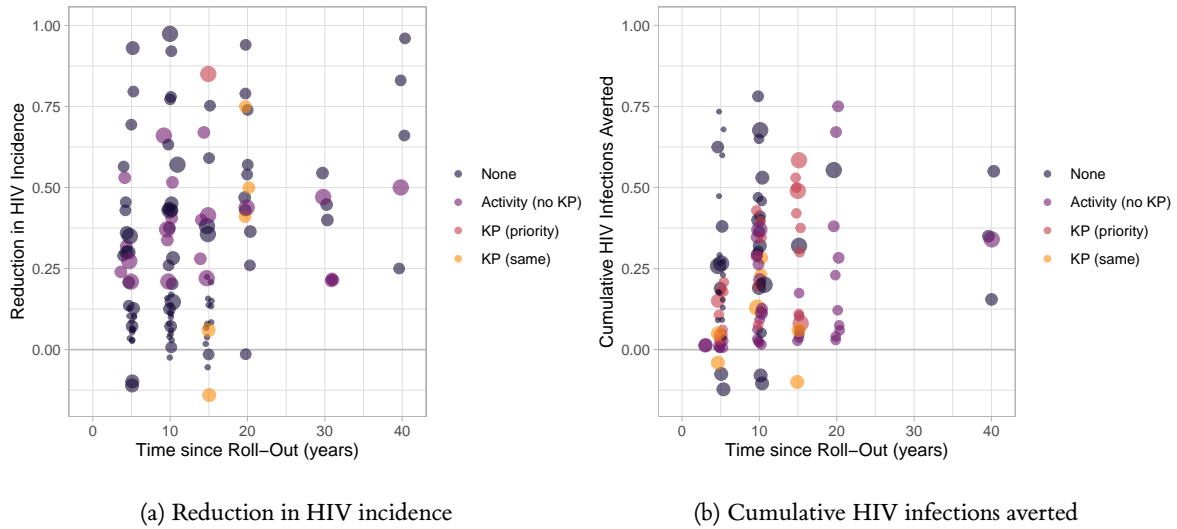 1.00
0.75
0.50
0.25
0.00
Reduction in HIV Incidence
0 10 20 30 40
Time since Roll−Out (years)
None
Activity (no KP)
KP (priority)
KP (same)
(a) Reduction in HIV incidence
1.00
0.75
0.50
0.25
0.00
Cumulative HIV Infections Averted
0 10 20 30 40
Time since Roll−Out (years)
None
Activity (no KP)
KP (priority)
KP (same)
(b) Cumulative HIV infections averted